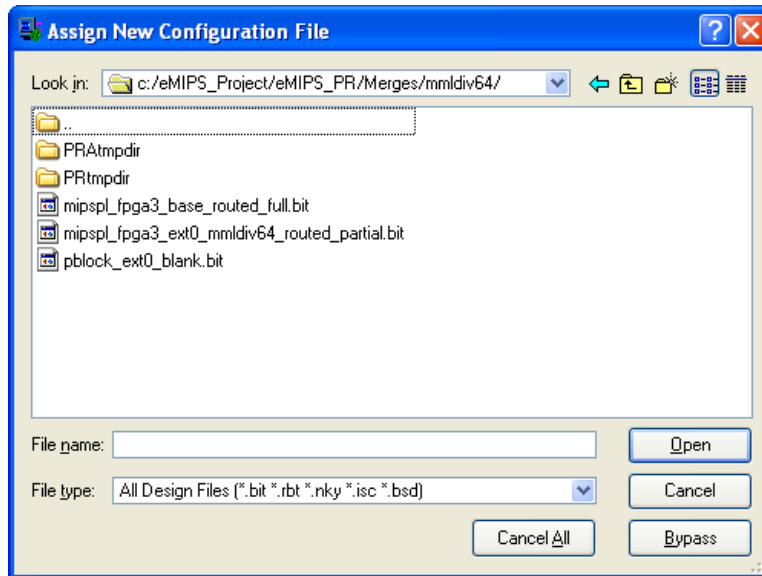 Assign New Configuration File
Look in: c:/eMIPS_Project/eMIPS_PR/Merges/mmldiv64/
..
PRAtmpdir
PRtmpdir
mipspl_fpga3_base_routed_full.bit
mipspl_fpga3_ext0_mmldiv64_routed_partial.bit
pblock_ext0_blank.bit
File name: Open
File type: All Design Files (*.bit *.rbt *.nky *.isc *.bsd) Cancel
Cancel All Bypass